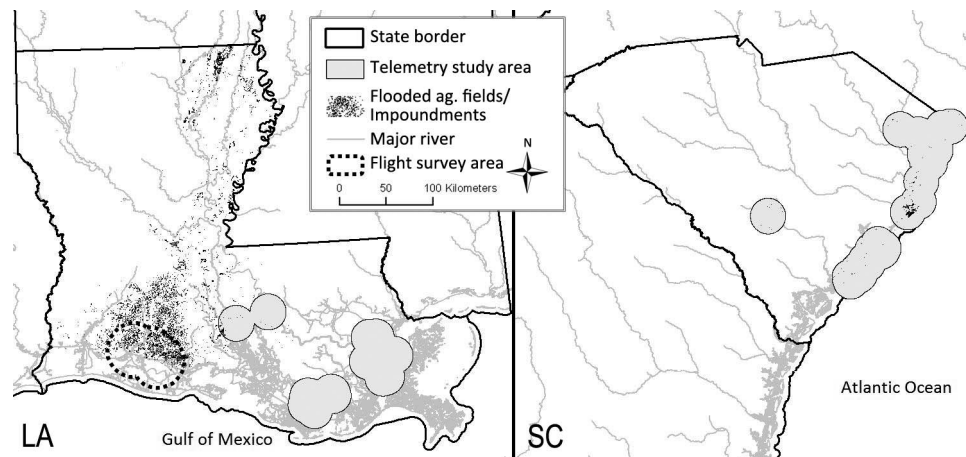 State border
Telemetry study area
Flooded ag. fields/
Impoundments
Major river
Flight survey area
N
0 50 100 Kilometers
LA
Gulf of Mexico
SC
Atlantic Ocean